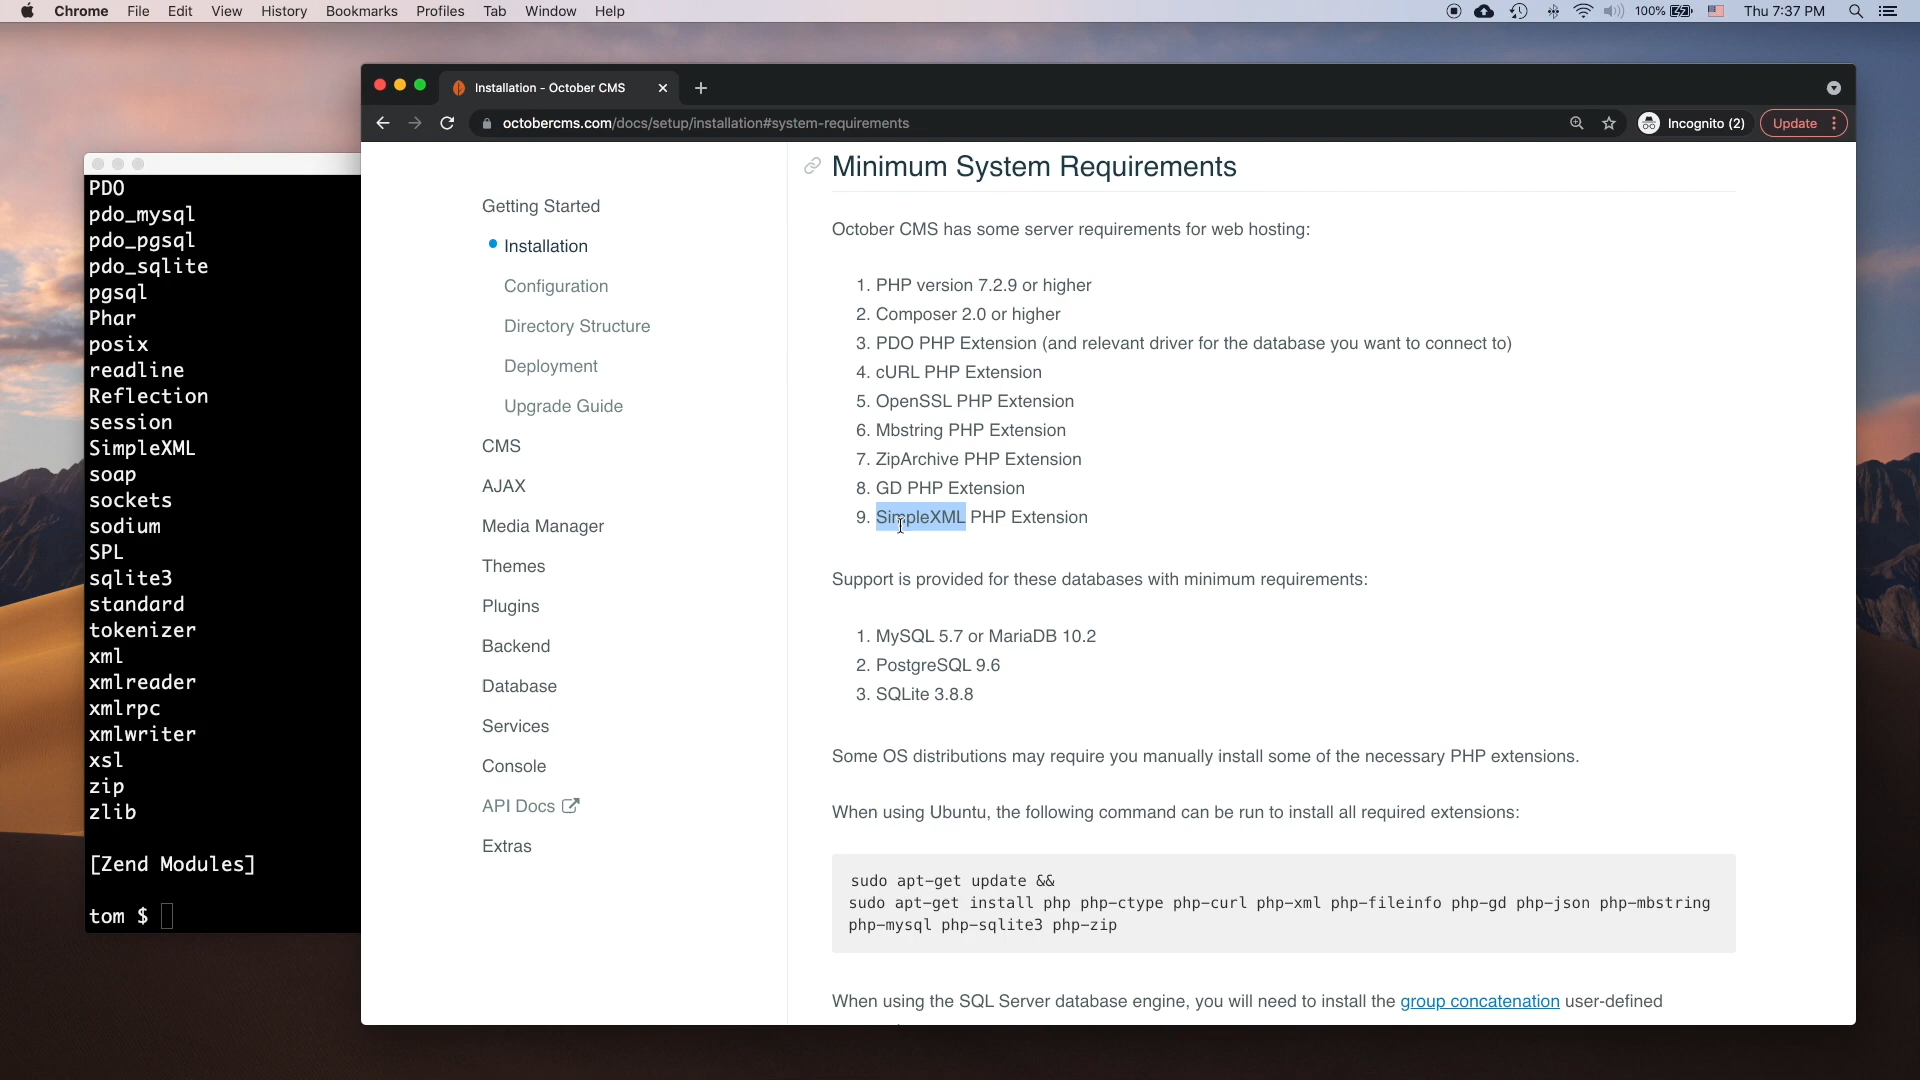 Chrome File Edit View History Bookmarks Profiles Tab Window Help
100% Thu 7:37 PM
Installation - October CMS
octobercms.com/docs/setup/installation#system-requirements
Incognito (2)
Update
PDO
pdo_mysql
pdo_pgsql
pdo_sqlite
pgsql
Phar
posix
readline
Reflection
session
SimpleXML
soap
sockets
sodium
SPL
sqlite3
standard
tokenizer
xml
xmlreader
xmlrpc
xmlwriter
xsl
zip
zlib
[Zend Modules]
tom $
Getting Started
Installation
Configuration
Directory Structure
Deployment
Upgrade Guide
CMS
AJAX
Media Manager
Themes
Plugins
Backend
Database
Services
Console
API Docs
Extras
Minimum System Requirements
October CMS has some server requirements for web hosting:
1. PHP version 7.2.9 or higher
2. Composer 2.0 or higher
3. PDO PHP Extension (and relevant driver for the database you want to connect to)
4. cURL PHP Extension
5. OpenSSL PHP Extension
6. Mbstring PHP Extension
7. ZipArchive PHP Extension
8. GD PHP Extension
9. SimpleXML PHP Extension
Support is provided for these databases with minimum requirements:
1. MySQL 5.7 or MariaDB 10.2
2. PostgreSQL 9.6
3. SQLite 3.8.8
Some OS distributions may require you manually install some of the necessary PHP extensions.
When using Ubuntu, the following command can be run to install all required extensions:
sudo apt-get update &&
sudo apt-get install php php-ctype php-curl php-xml php-fileinfo php-gd php-json php-mbstring
php-mysql php-sqlite3 php-zip
When using the SQL Server database engine, you will need to install the group concatenation user-defined